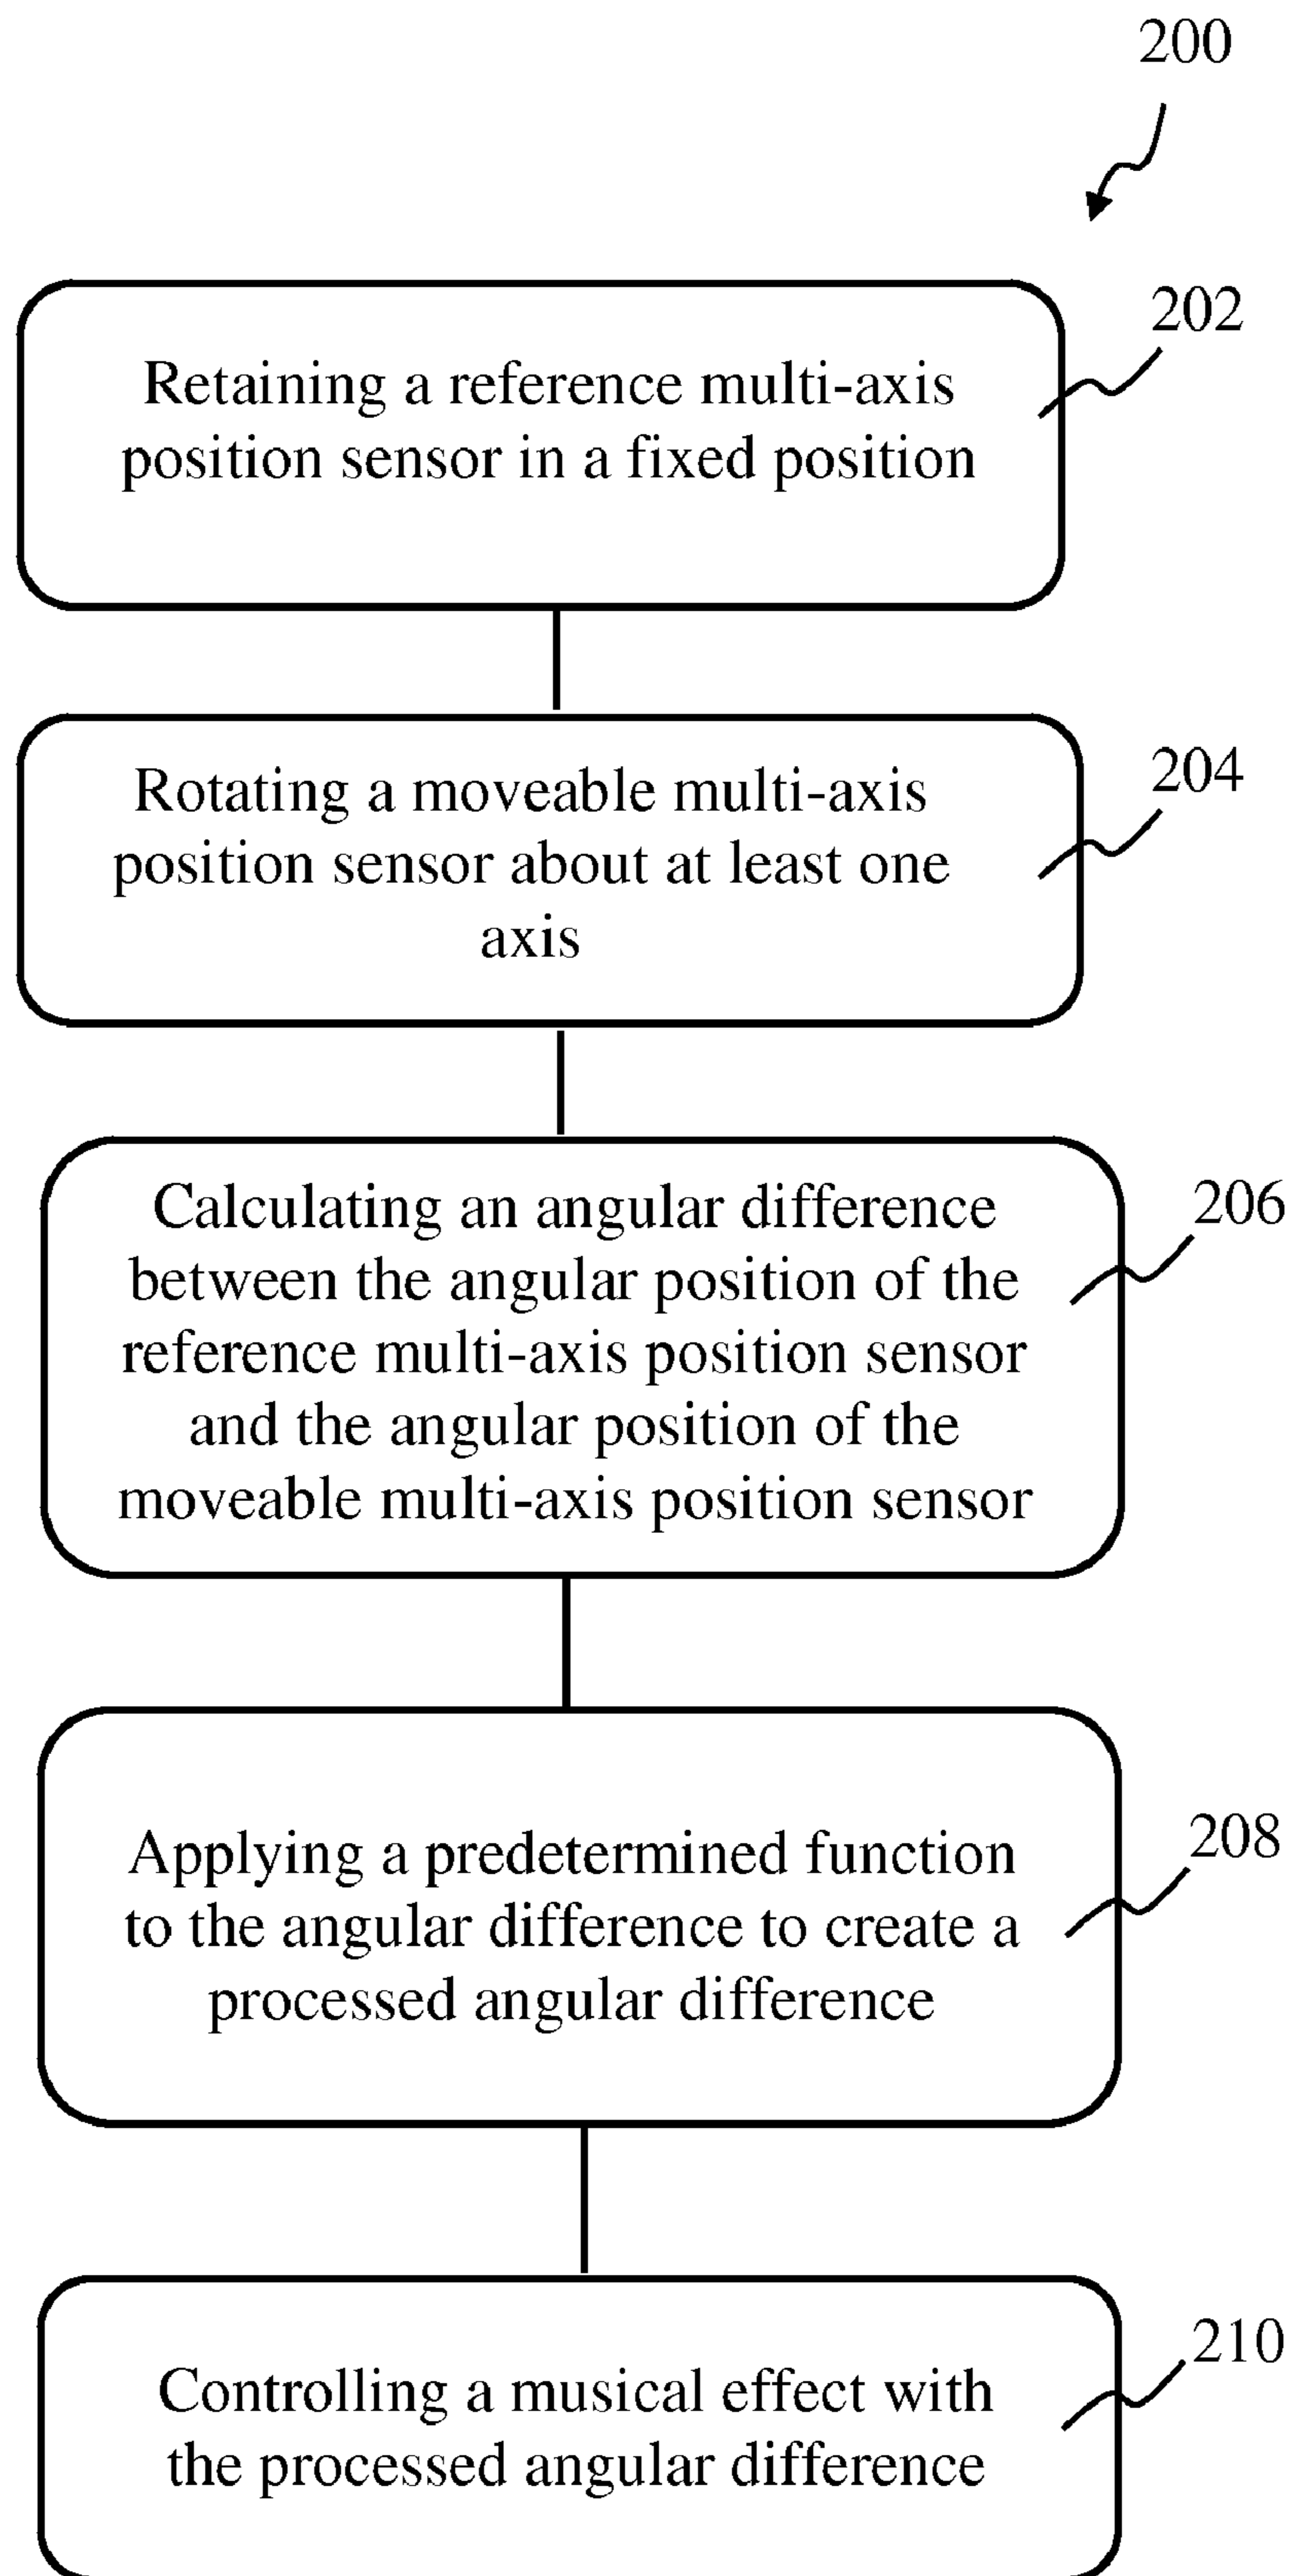 200
202
Retaining a reference multi-axis
position sensor in a fixed position
204
Rotating a moveable multi-axis
position sensor about at least one
axis
206
Calculating an angular difference
between the angular position of the
reference multi-axis position sensor
and the angular position of the
moveable multi-axis position sensor
208
Applying a predetermined function
to the angular difference to create a
processed angular difference
210
Controlling a musical effect with
the processed angular difference